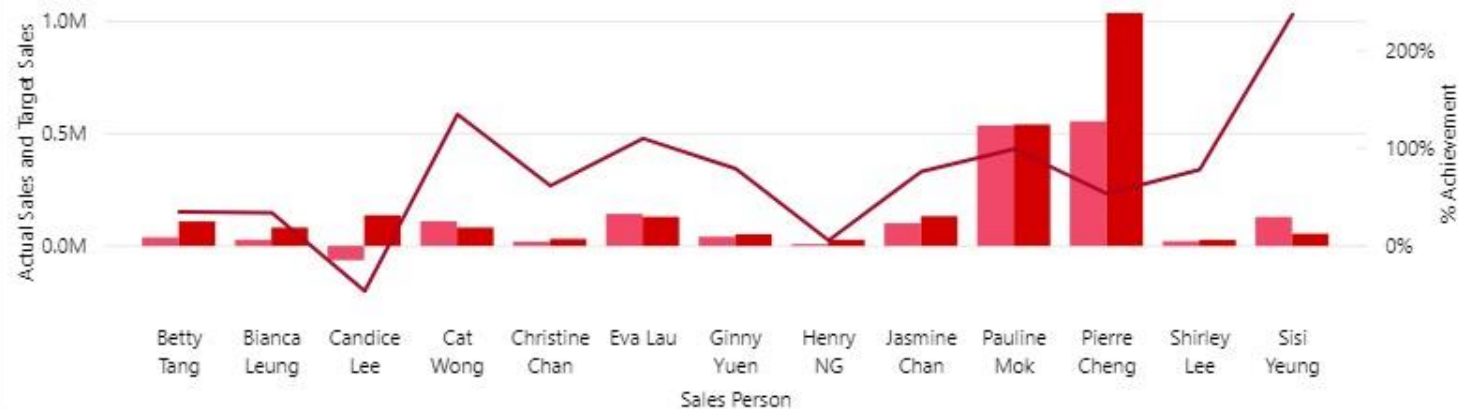 Actual Sales and Target Sales
1.0M
0.5M
0.0M
200%
100%
0%
% Achievement
Betty
Tang
Bianca
Leung
Candice
Lee
Cat
Wong
Christine
Chan
Eva Lau
Ginny
Yuen
Henry
NG
Jasmine
Chan
Pauline
Mok
Pierre
Cheng
Shirley
Lee
Sisi
Yeung
Sales Person